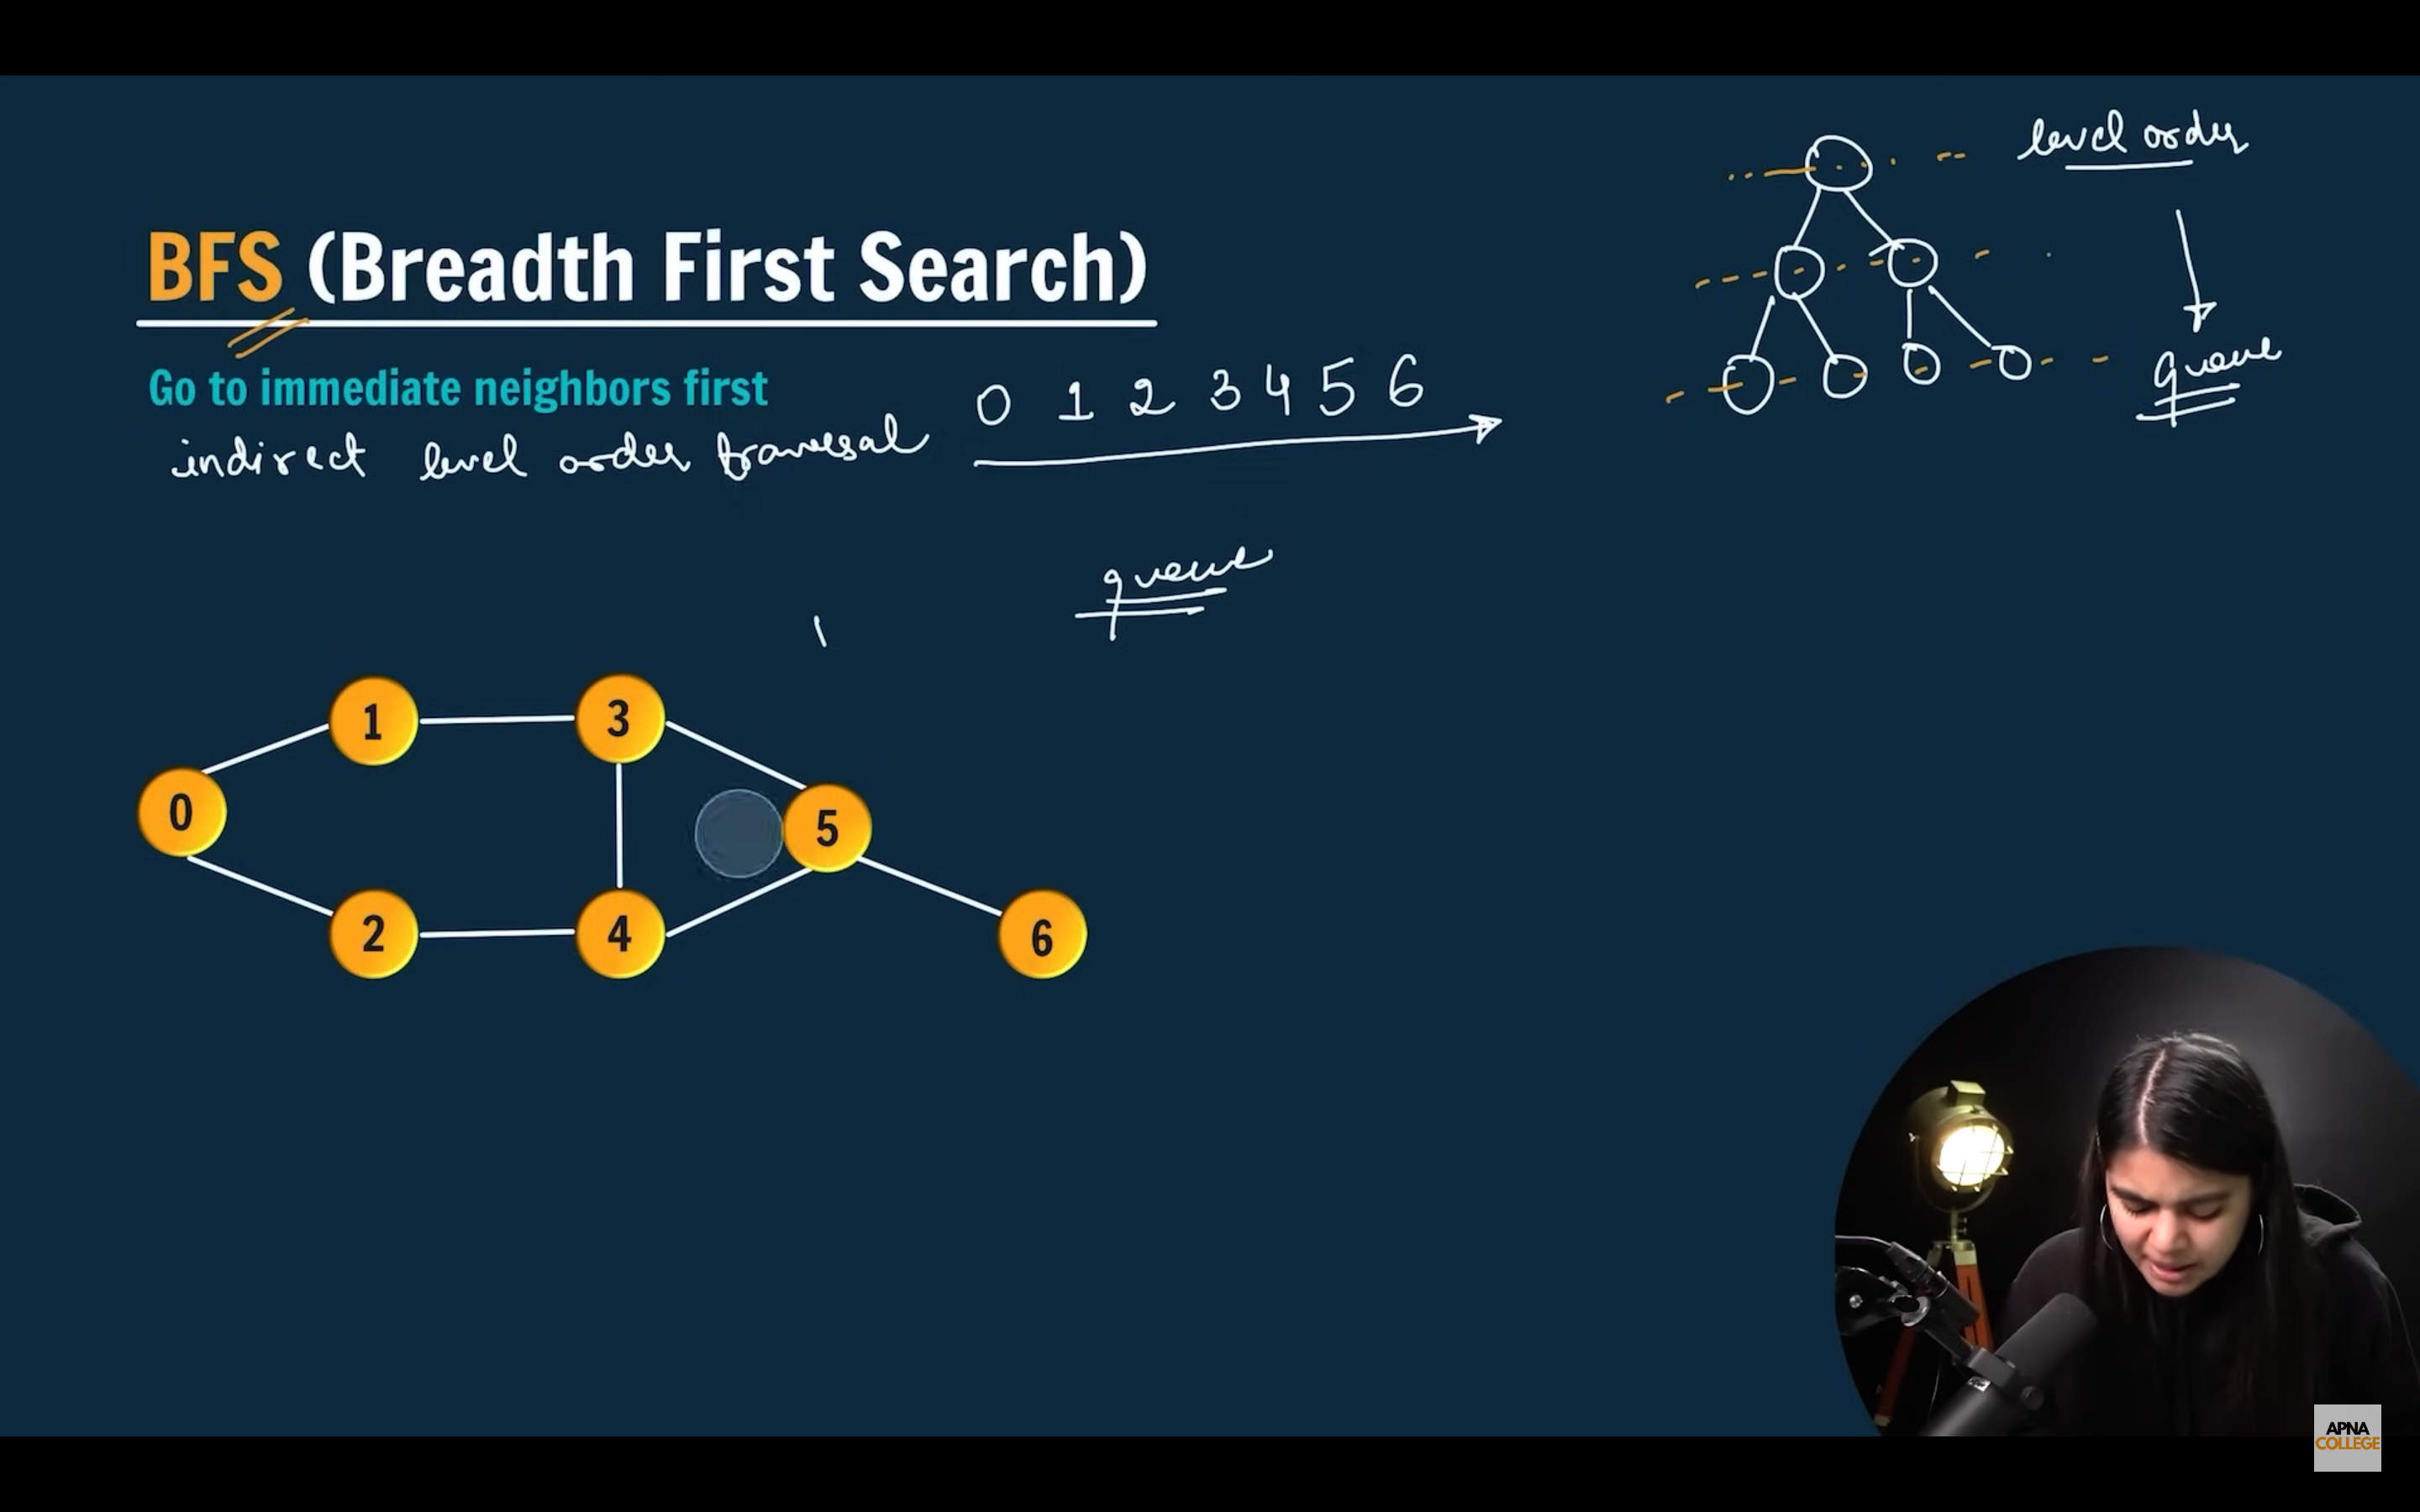 level order
BFS (Breadth First Search)
Go to immediate neighbors first
0 1 2 3 4 5 6
queue
indirect level order traversal
queue
1
3
0
5
2
4
6
APNA
COLLEGE